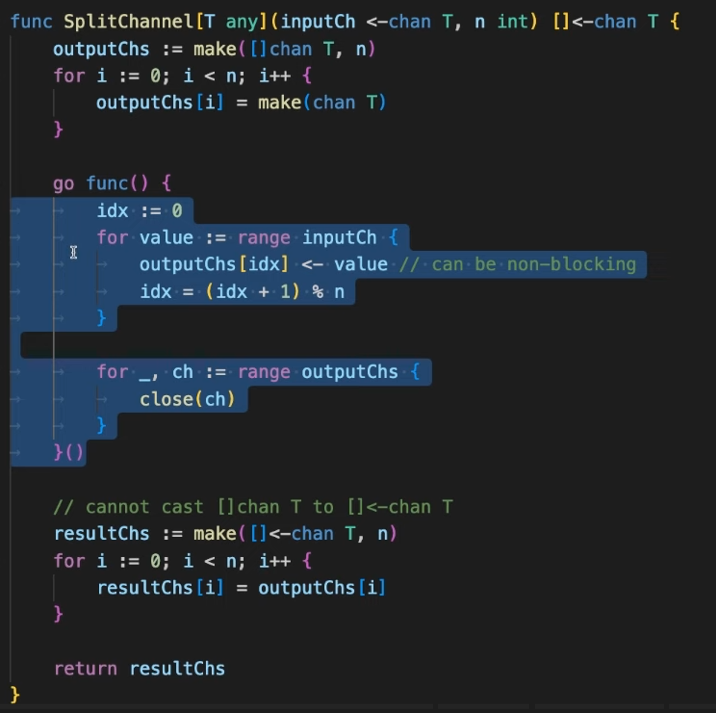 func SplitChannel[T any](inputCh <-chan T, n int) []<-chan T {
    outputChs := make([]chan T, n)
    for i := 0; i < n; i++ {
        outputChs[i] = make(chan T)
    }

    go func() {
        idx := 0
        for value := range inputCh {
            outputChs[idx] <- value // can be non-blocking
            idx = (idx + 1) % n
        }

        for _, ch := range outputChs {
            close(ch)
        }
    }()

    // cannot cast []chan T to []<-chan T
    resultChs := make([]<-chan T, n)
    for i := 0; i < n; i++ {
        resultChs[i] = outputChs[i]
    }

    return resultChs
}